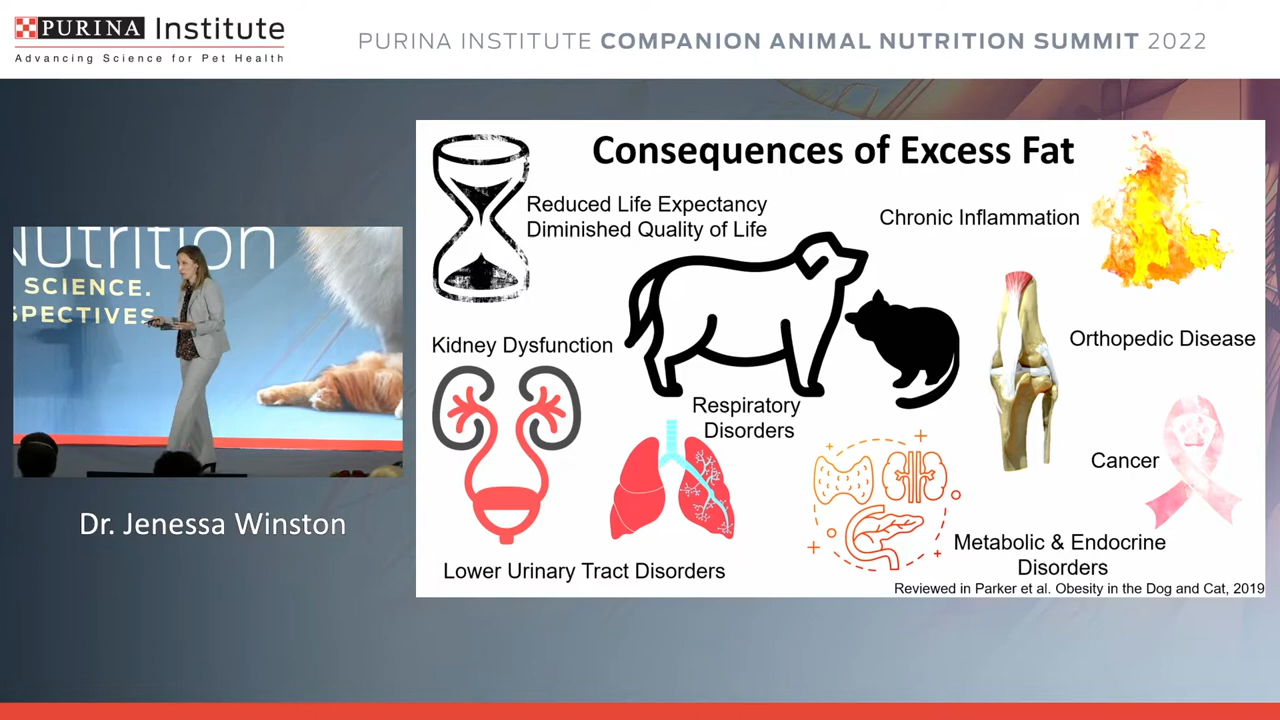 PURINA Institute
Advancing Science for Pet Health
PURINA INSTITUTE COMPANION ANIMAL NUTRITION SUMMIT 2022
Nutrition
SCIENCE.
SPECTIVES.
Dr. Jenessa Winston
Consequences of Excess Fat
Reduced Life Expectancy
Diminished Quality of Life
Chronic Inflammation
Kidney Dysfunction
Orthopedic Disease
Respiratory
Disorders
Cancer
Metabolic & Endocrine
Disorders
Lower Urinary Tract Disorders
Reviewed in Parker et al. Obesity in the Dog and Cat, 2019